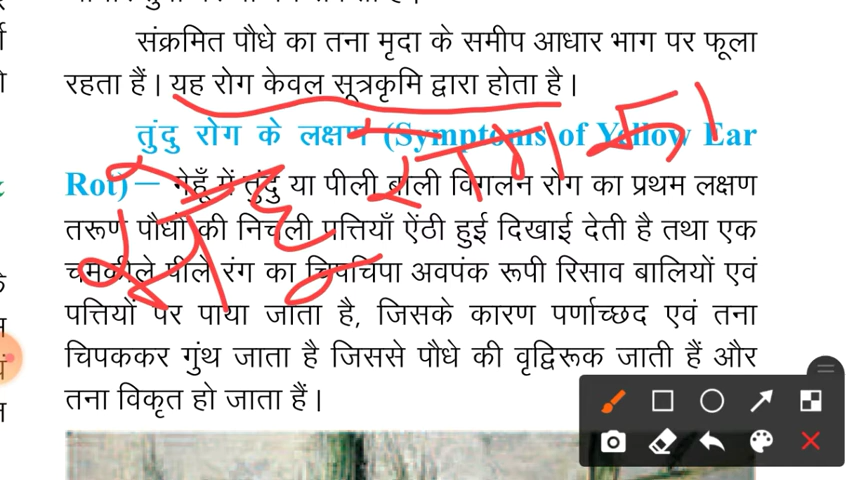 संक्रमित पौधे का तना मृदा के समीप आधार भाग पर फूला
रहता हैं। यह रोग केवल सूत्रकृमि द्वारा होता है।
तुंदु रोग के लक्षण (Symptoms of Yellow Ear
Rot) — गेहूँ में तुंदु या पीली बाली विगलन रोग का प्रथम लक्षण
तरूण पौधों की निचली पत्तियाँ ऐंठी हुई दिखाई देती है तथा एक
चमकीले पीले रंग का चिपचिपा अवपंक रूपी रिसाव बालियों एवं
पत्तियों पर पाया जाता है, जिसके कारण पर्णाच्छद एवं तना
चिपककर गुंथ जाता है जिससे पौधे की वृद्विरूक जाती हैं और
तना विकृत हो जाता हैं।